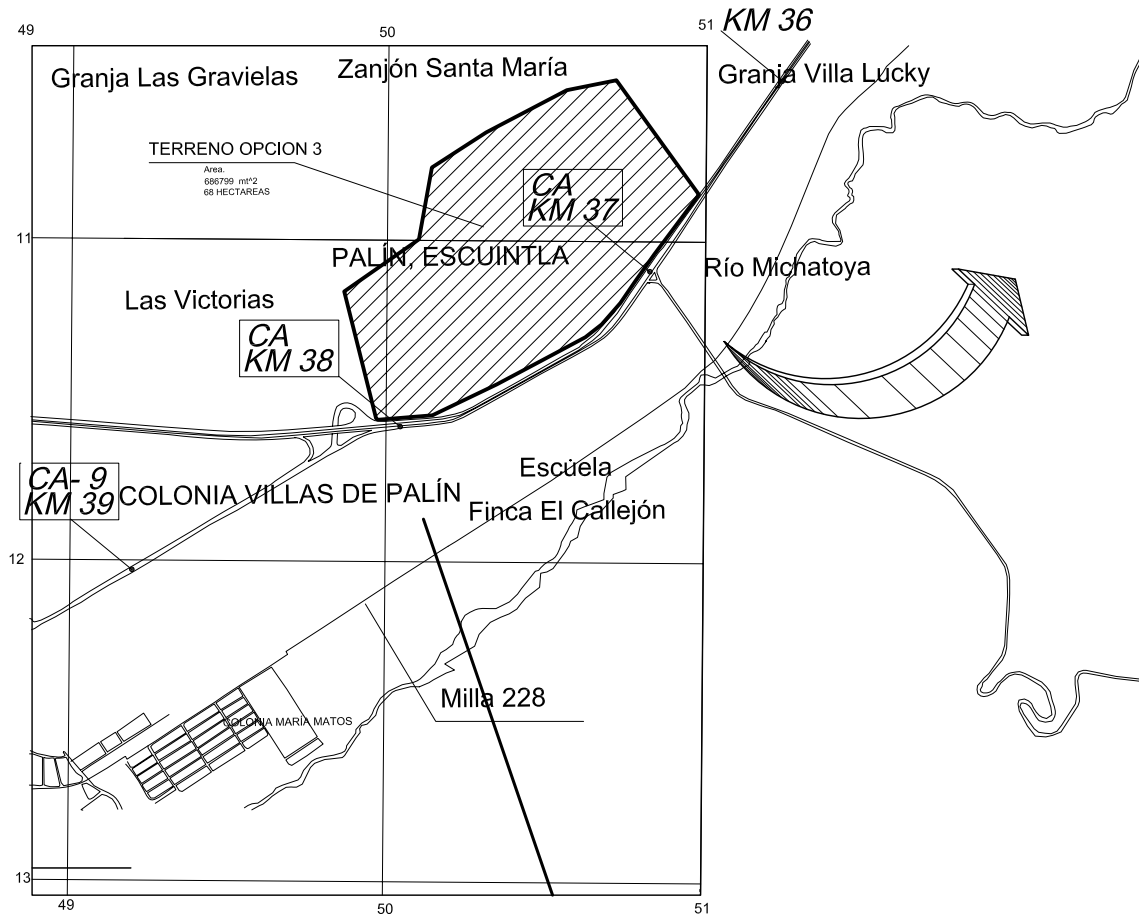 49
50
51
KM 36
Granja Las Gravielas
Zanjón Santa María
Granja Villa Lucky
TERRENO OPCION 3
Area.
686799 mt^2
68 HECTAREAS
CA
KM 37
11
PALÍN, ESCUINTLA
Río Michatoya
Las Victorias
CA
KM 38
CA- 9
KM 39
COLONIA VILLAS DE PALÍN
Escuela
Finca El Callejón
12
Milla 228
COLONIA MARÍA MATOS
13
49
50
51